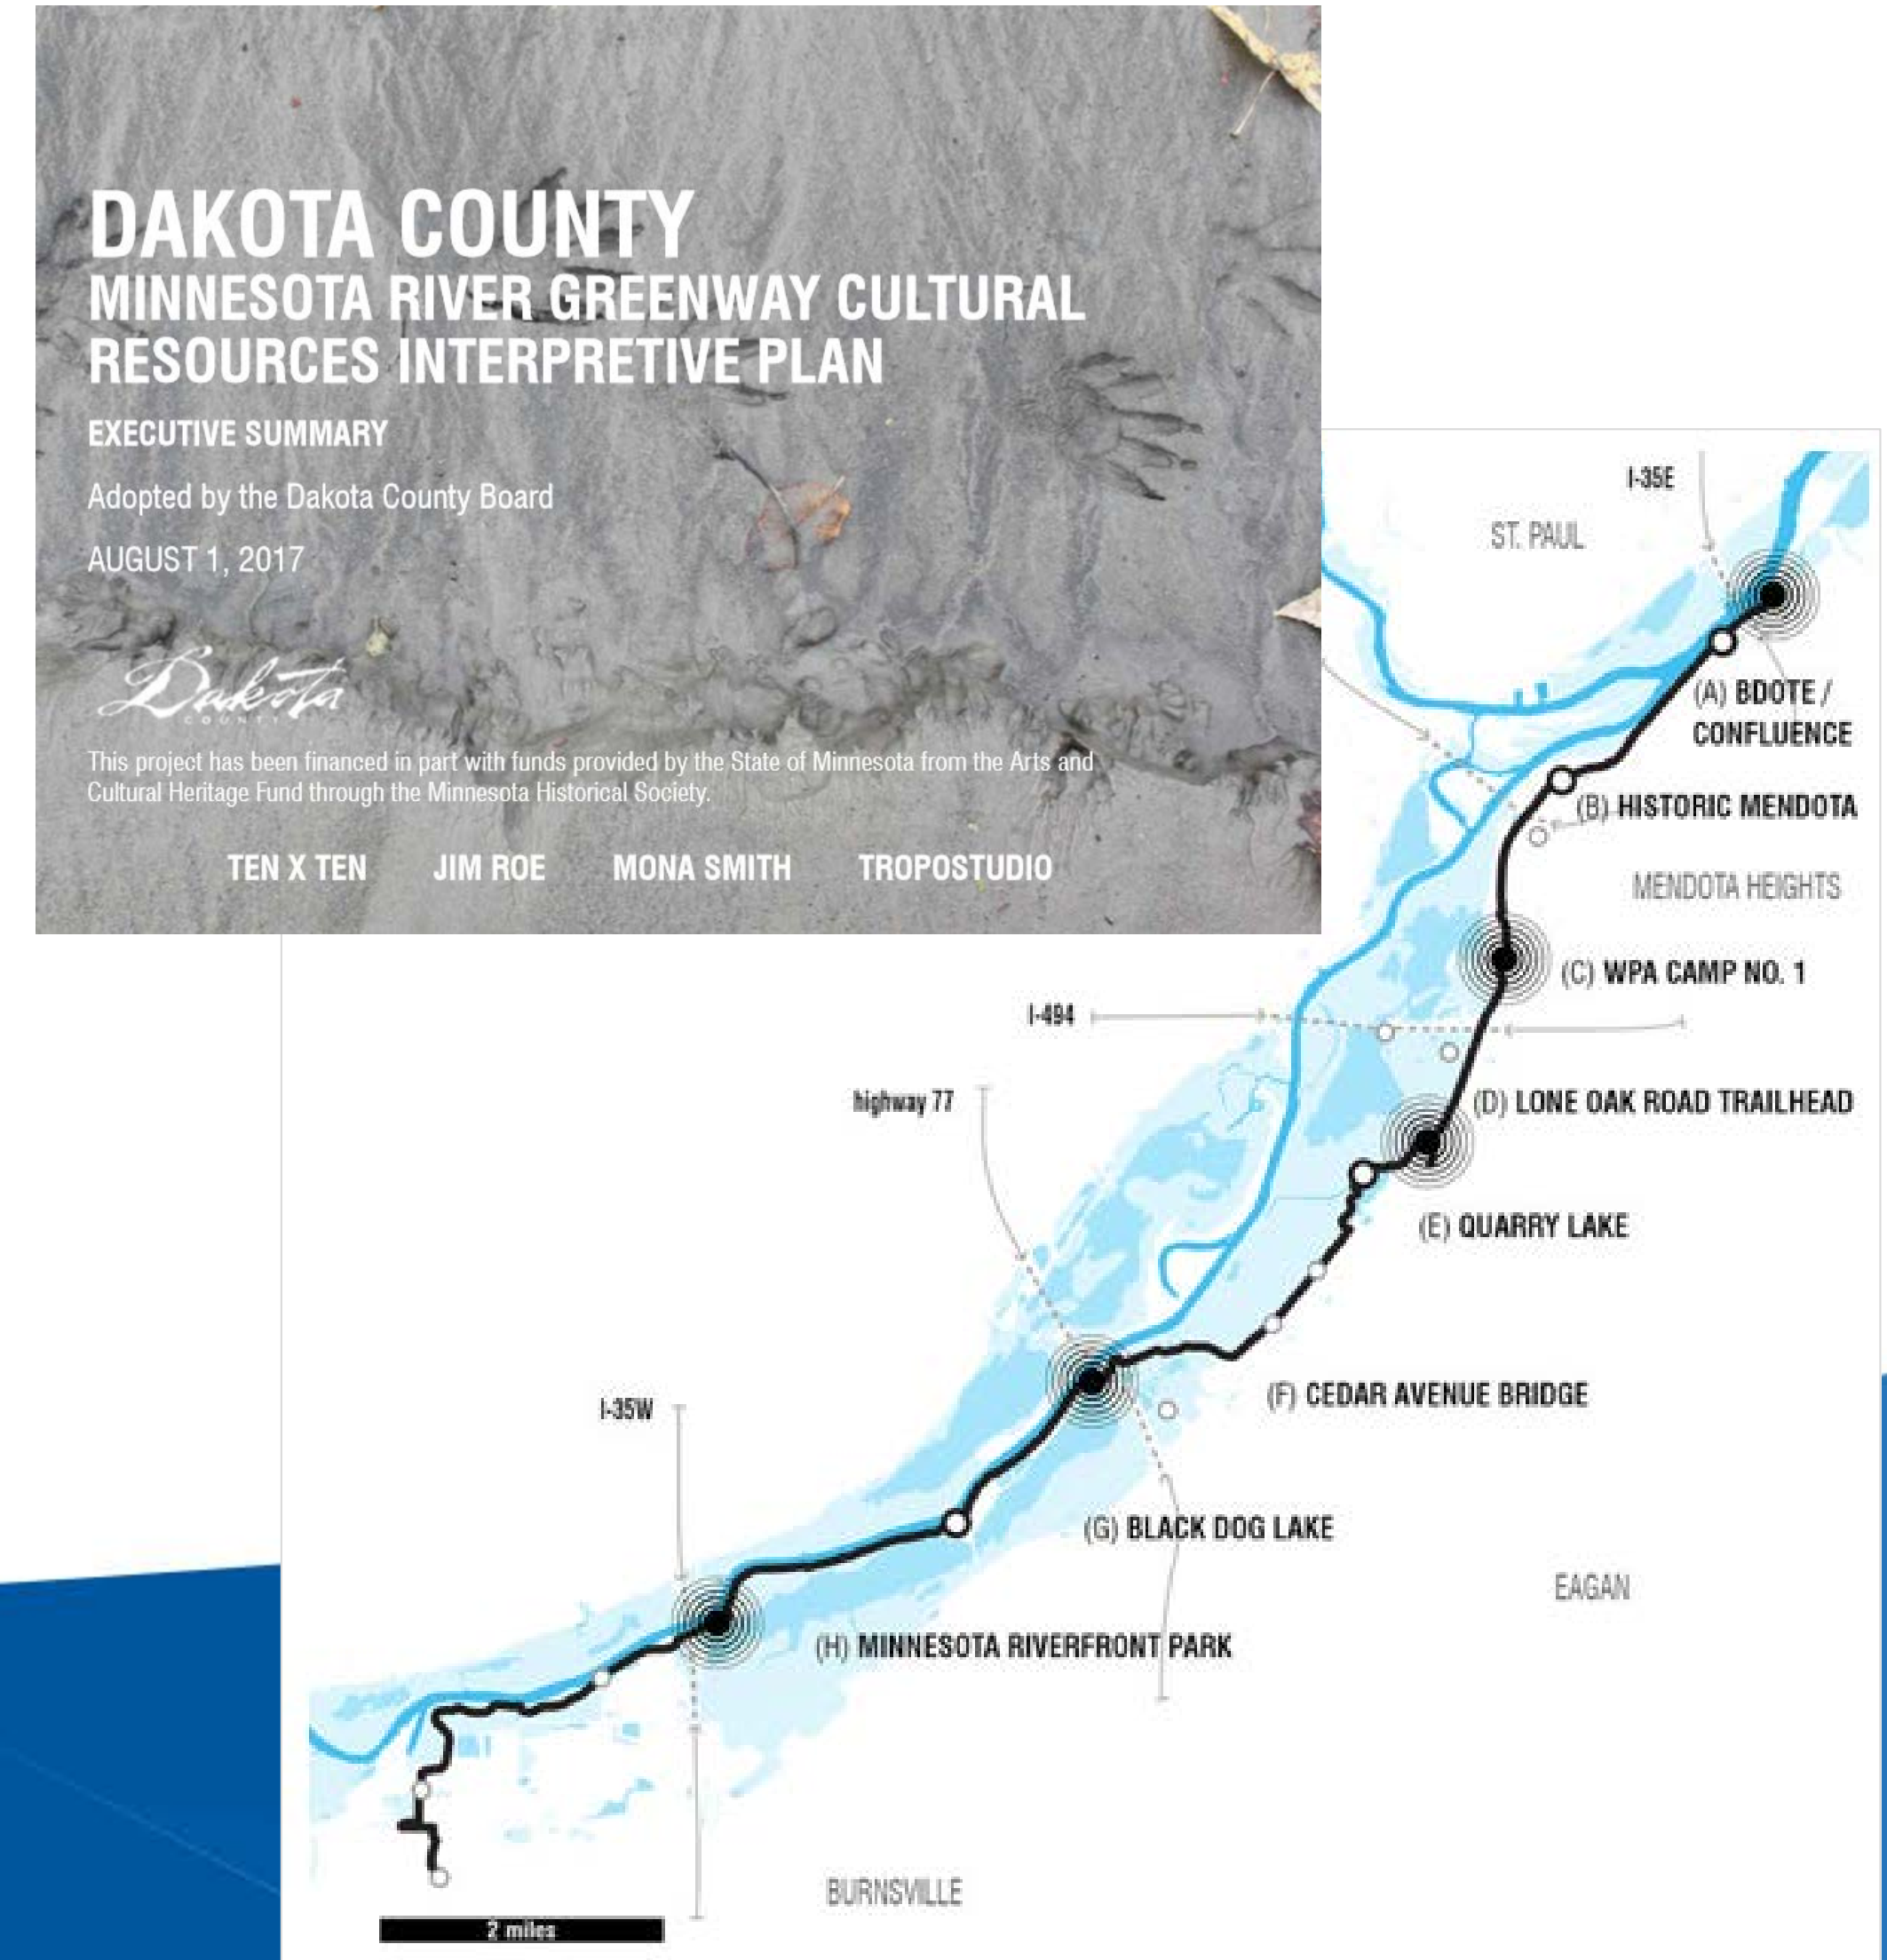 DAKOTA COUNTY
MINNESOTA RIVER GREENWAY CULTURAL
RESOURCES INTERPRETIVE PLAN
EXECUTIVE SUMMARY
Adopted by the Dakota County Board
AUGUST 1, 2017
Dakota
COUNTY
This project has been financed in part with funds provided by the State of Minnesota from the Arts and
Cultural Heritage Fund through the Minnesota Historical Society.
TEN X TEN JIM ROE MONA SMITH TROPOSTUDIO
I-35E
ST. PAUL
(A) BDOTE /
CONFLUENCE
(B) HISTORIC MENDOTA
MENDOTA HEIGHTS
(C) WPA CAMP NO. 1
I-494
highway 77
(D) LONE OAK ROAD TRAILHEAD
(E) QUARRY LAKE
(F) CEDAR AVENUE BRIDGE
I-35W
(G) BLACK DOG LAKE
EAGAN
(H) MINNESOTA RIVERFRONT PARK
BURNSVILLE
2 miles